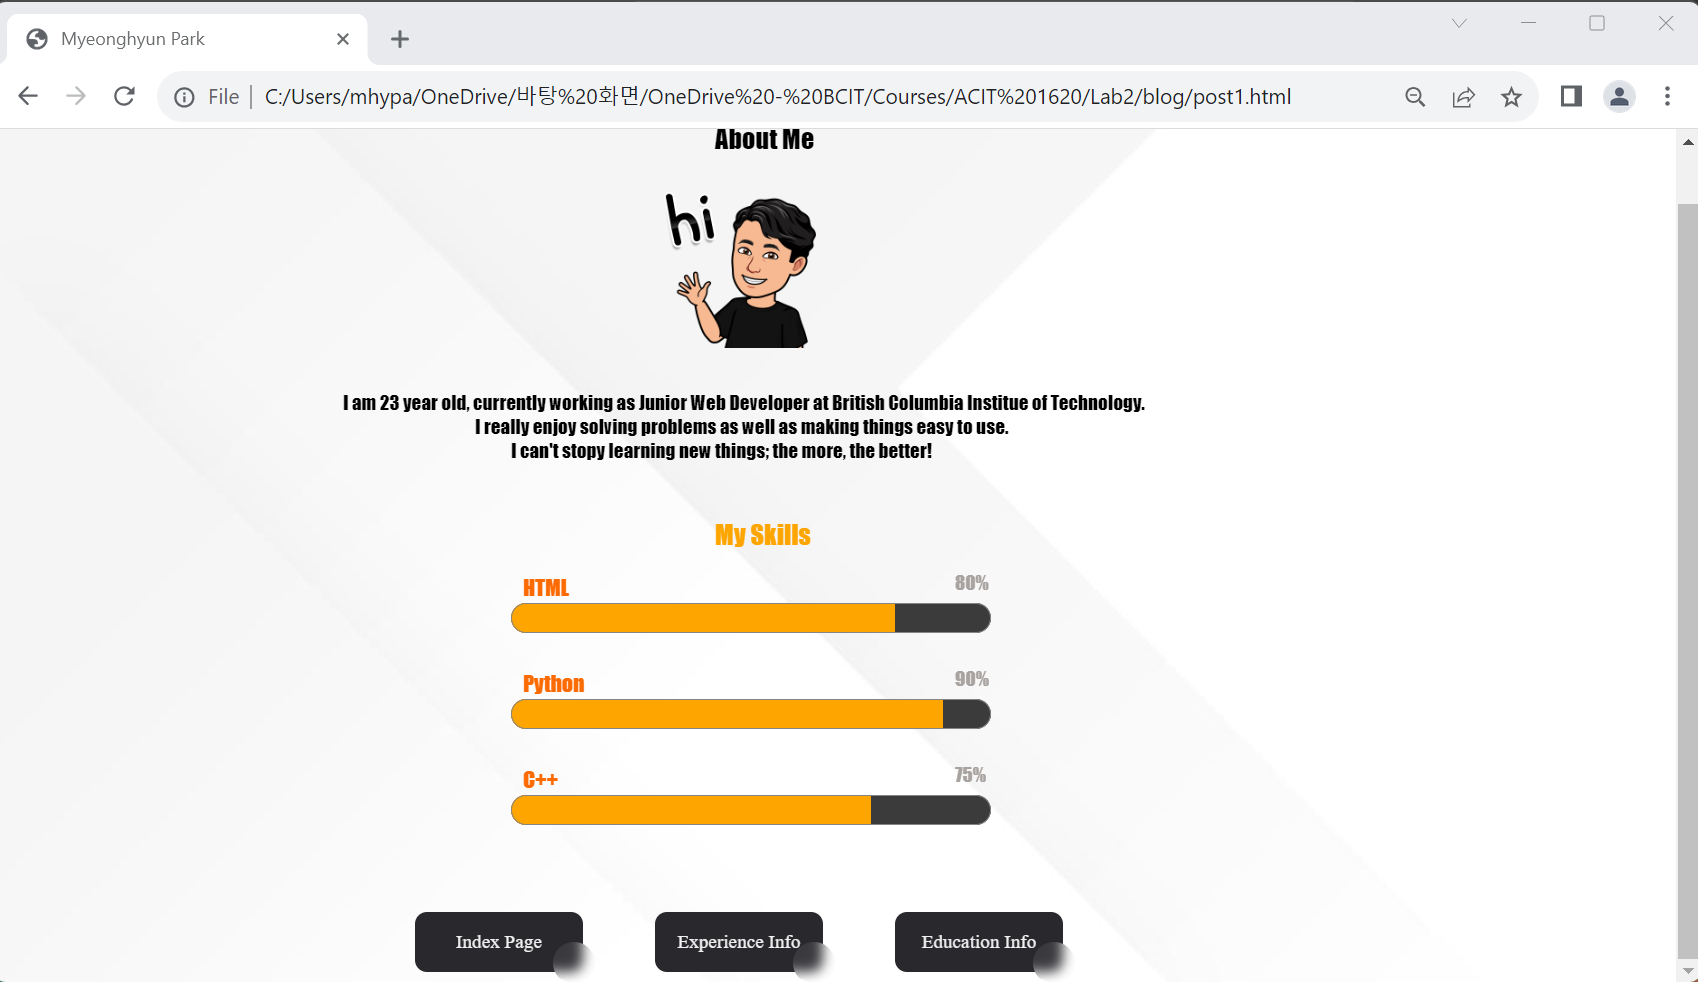 Myeonghyun Park
File | C:/Users/mhypa/OneDrive/바탕%20화면/OneDrive%20-%20BCIT/Courses/ACIT%201620/Lab2/blog/post1.html
About Me
hi
I am 23 year old, currently working as Junior Web Developer at British Columbia Institue of Technology.
I really enjoy solving problems as well as making things easy to use.
I can't stopy learning new things; the more, the better!
My Skills
HTML 80%
Python 90%
C++ 75%
Index Page Experience Info Education Info